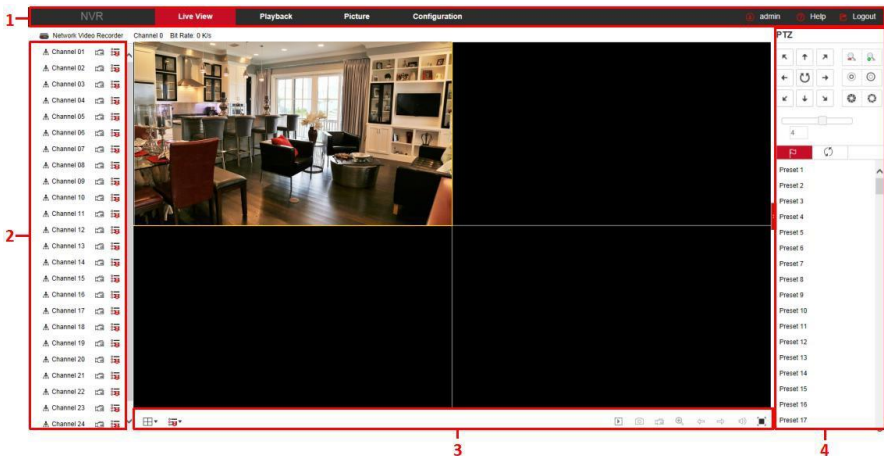 1
NVR
Live View
Playback
Picture
Configuration
admin
Help
Logout
Network Video Recorder
Channel 0 Bit Rate: 0 K/s
PTZ
2
Channel 01
Channel 02
Channel 03
Channel 04
Channel 05
Channel 06
Channel 07
Channel 08
Channel 09
Channel 10
Channel 11
Channel 12
Channel 13
Channel 14
Channel 15
Channel 16
Channel 17
Channel 18
Channel 19
Channel 20
Channel 21
Channel 22
Channel 23
Channel 24
4
Preset 1
Preset 2
Preset 3
Preset 4
Preset 5
Preset 6
Preset 7
Preset 8
Preset 9
Preset 10
Preset 11
Preset 12
Preset 13
Preset 14
Preset 15
Preset 16
Preset 17
3
4